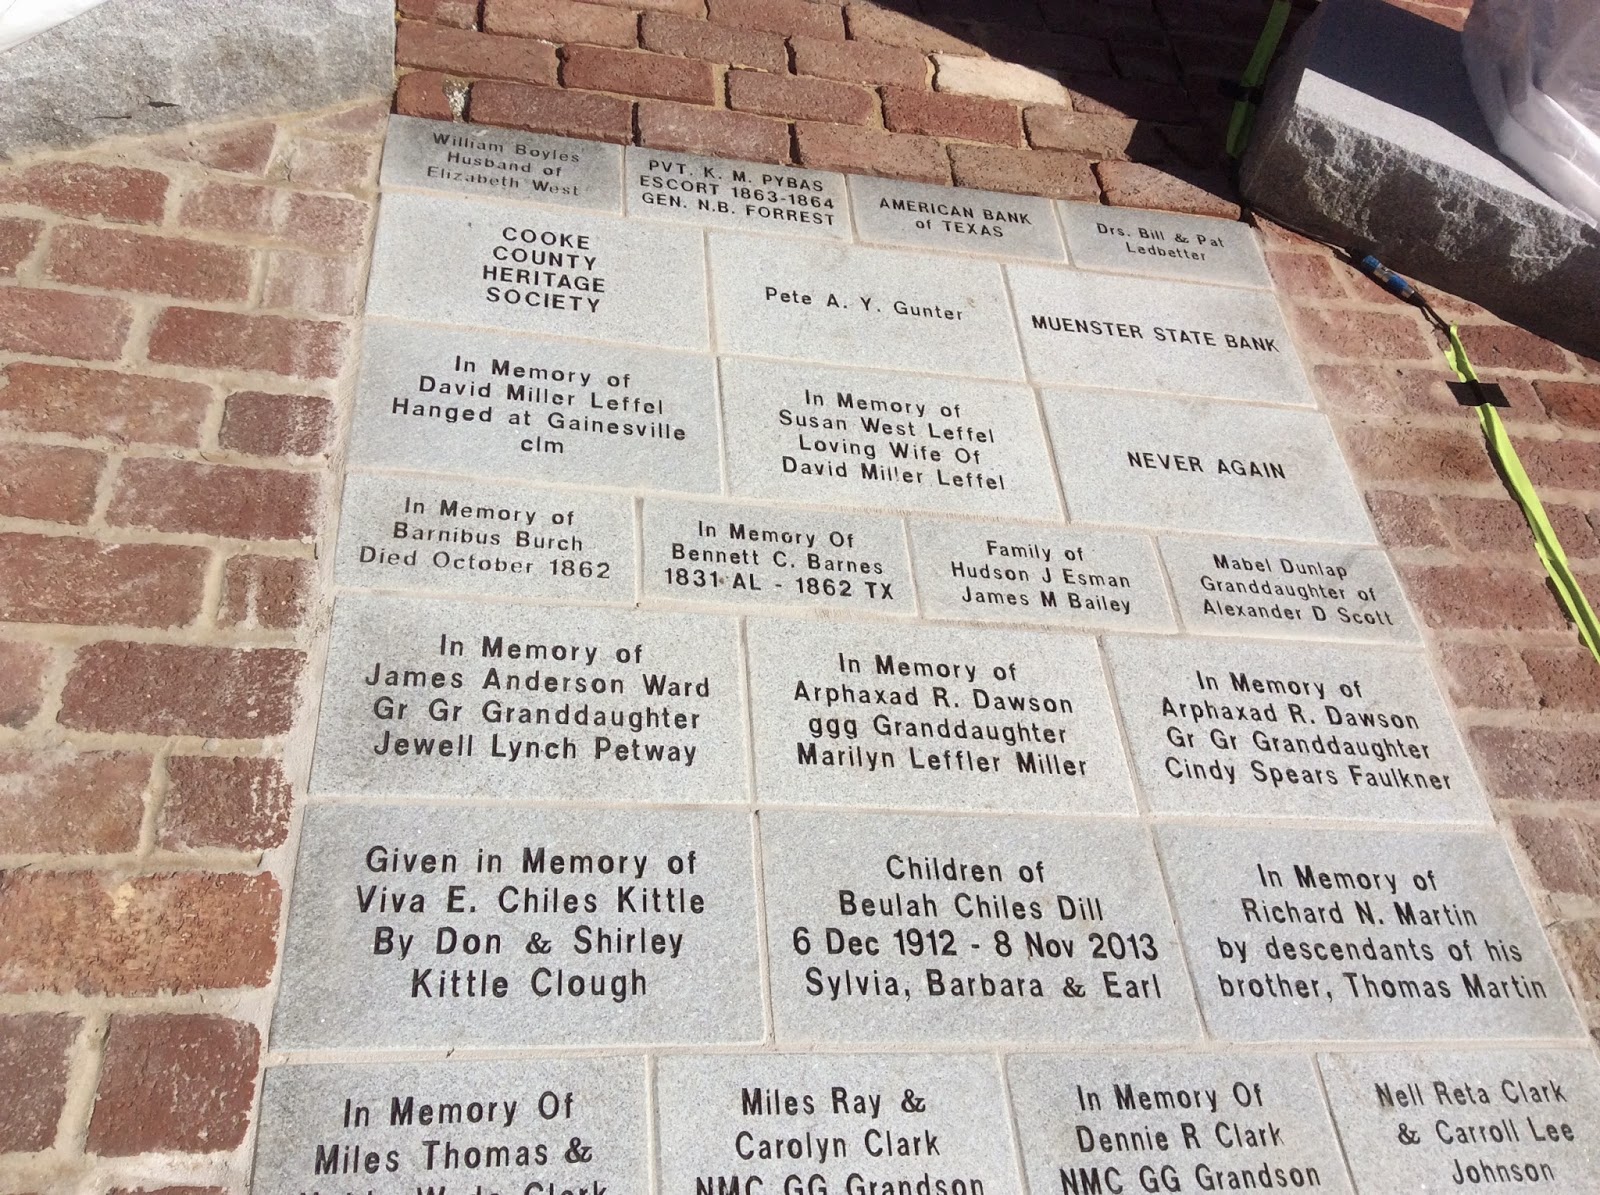 William Boyles
Husband of
Elizabeth West
PVT. K. M. PYBAS
ESCORT 1863-1864
GEN. N.B. FORREST
AMERICAN BANK
of TEXAS
Drs. Bill & Pat
Ledbetter
COOKE
COUNTY
HERITAGE
SOCIETY
Pete A. Y. Gunter
MUENSTER STATE BANK
In Memory of
David Miller Leffel
Hanged at Gainesville
clm
In Memory of
Susan West Leffel
Loving Wife Of
David Miller Leffel
NEVER AGAIN
In Memory of
Barnibus Burch
Died October 1862
In Memory Of
Bennett C. Barnes
1831 AL - 1862 TX
Family of
Hudson J Esman
James M Bailey
Mabel Dunlap
Granddaughter of
Alexander D Scott
In Memory of
James Anderson Ward
Gr Gr Granddaughter
Jewell Lynch Petway
In Memory of
Arphaxad R. Dawson
ggg Granddaughter
Marilyn Leffler Miller
In Memory of
Arphaxad R. Dawson
Gr Gr Granddaughter
Cindy Spears Faulkner
Given in Memory of
Viva E. Chiles Kittle
By Don & Shirley
Kittle Clough
Children of
Beulah Chiles Dill
6 Dec 1912 - 8 Nov 2013
Sylvia, Barbara & Earl
In Memory of
Richard N. Martin
by descendants of his
brother, Thomas Martin
In Memory Of
Miles Thomas &
Clark
Miles Ray &
Carolyn Clark
NMC GG Grandson
In Memory Of
Dennie R Clark
NMC GG Grandson
Nell Reta Clark
& Carroll Lee
Johnson